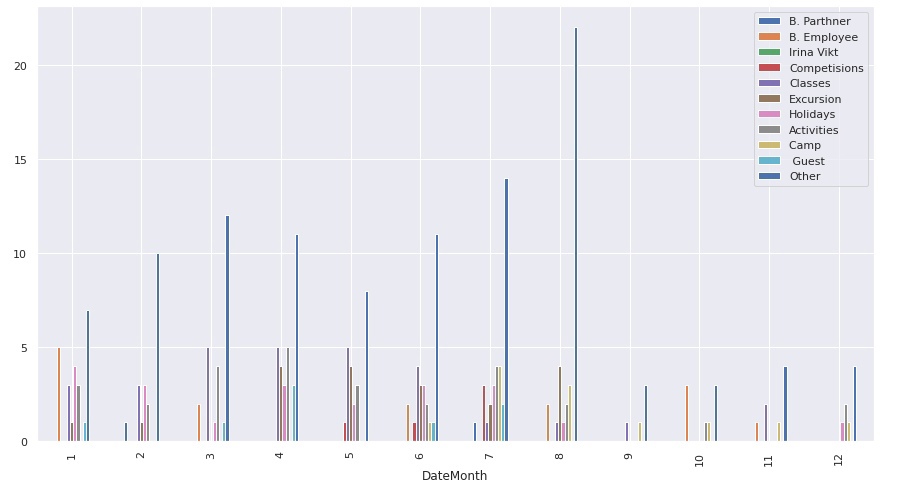 B. Parthner
B. Employee
Irina Vikt
Competisions
Classes
Excursion
Holidays
Activities
Camp
Guest
Other
20
15
10
5
0
1
2
3
4
5
6
7
8
9
10
11
12
DateMonth